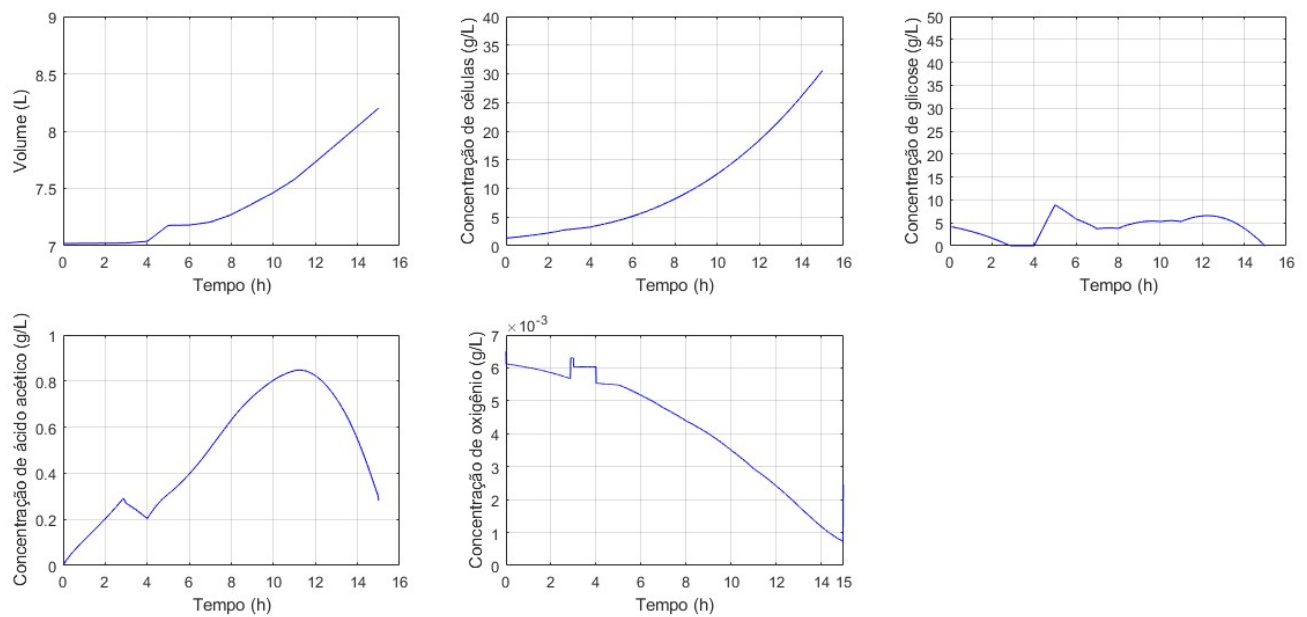 Volume (L)
9
8.5
8
7.5
7
0 2 4 6 8 10 12 14 16
Tempo (h)
Concentração de células (g/L)
40
35
30
25
20
15
10
5
0
0 2 4 6 8 10 12 14 16
Tempo (h)
Concentração de glicose (g/L)
50
45
40
35
30
25
20
15
10
5
0
0 2 4 6 8 10 12 14 16
Tempo (h)
Concentração de ácido acético (g/L)
1
0.8
0.6
0.4
0.2
0
0 2 4 6 8 10 12 14 16
Tempo (h)
Concentração de oxigênio (g/L)
×10⁻³
7
6
5
4
3
2
1
0
0 2 4 6 8 10 12 14 15
Tempo (h)